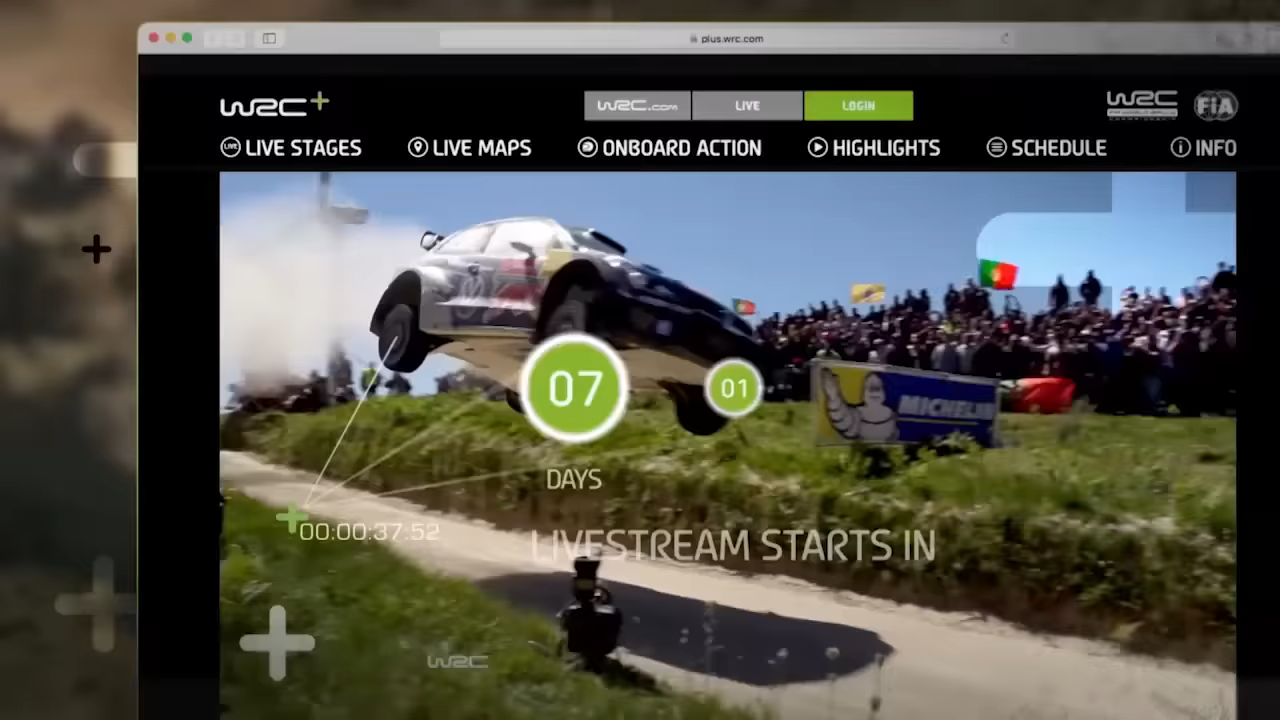 plus.wrc.com
WRC+
WRC.COM
LIVE
LOGIN
WRC
FiA
LIVE
LIVE STAGES
LIVE MAPS
ONBOARD ACTION
HIGHLIGHTS
SCHEDULE
INFO
07
01
MICHELIN
DAYS
00:00:37:52
LIVESTREAM STARTS IN
WRC